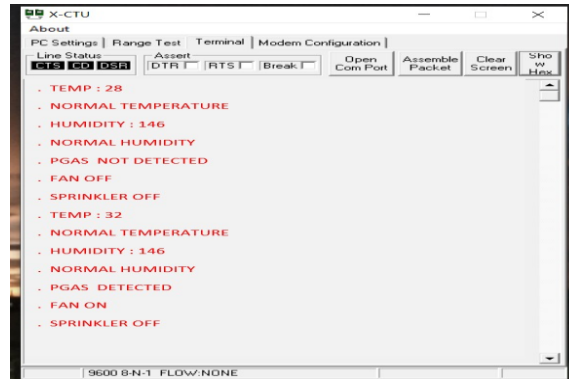 X-CTU
About
PC Settings | Range Test | Terminal | Modem Configuration
Line Status Assert
CTS CD DSR DTR RTS Break Open Com Port Assemble Packet Clear Screen Show Hex
. TEMP : 28
. NORMAL TEMPERATURE
. HUMIDITY : 146
. NORMAL HUMIDITY
. PGAS NOT DETECTED
. FAN OFF
. SPRINKLER OFF
. TEMP : 32
. NORMAL TEMPERATURE
. HUMIDITY : 146
. NORMAL HUMIDITY
. PGAS DETECTED
. FAN ON
. SPRINKLER OFF
9600 8-N-1 FLOW:NONE